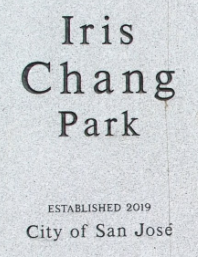 Iris
Chang
Park
ESTABLISHED 2019
City of San José